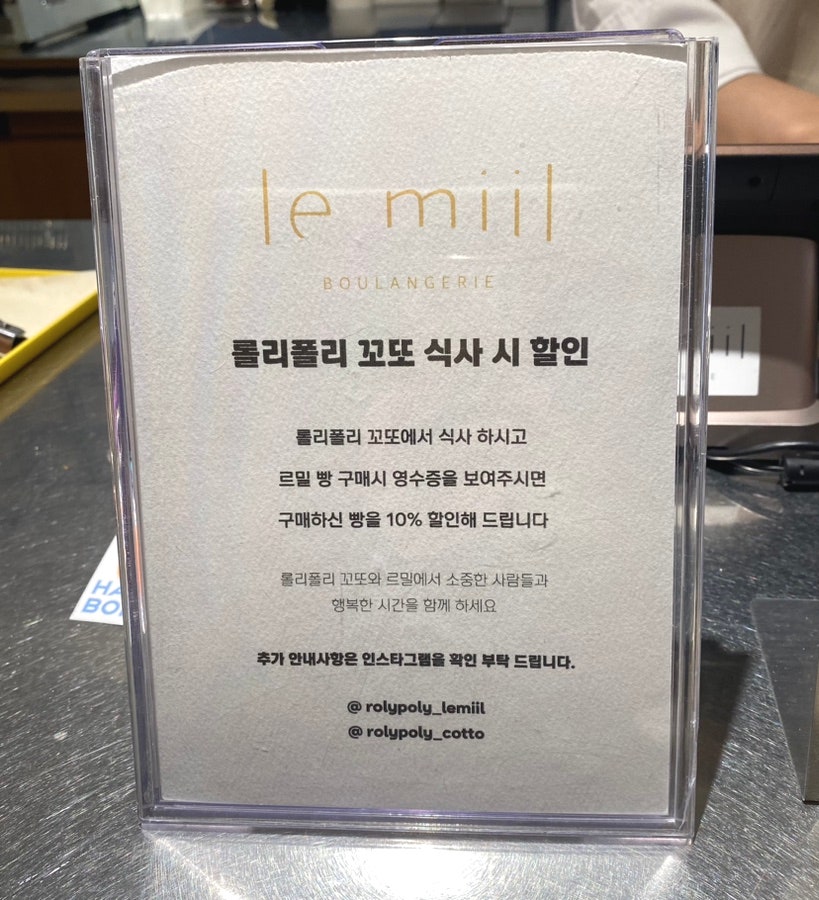 le miil
BOULANGERIE
롤리폴리 꼬또 식사 시 할인
롤리폴리 꼬또에서 식사 하시고
르밀 빵 구매시 영수증을 보여주시면
구매하신 빵을 10% 할인해 드립니다
롤리폴리 꼬또와 르밀에서 소중한 사람들과
행복한 시간을 함께 하세요
추가 안내사항은 인스타그램을 확인 부탁 드립니다.
@ rolypoly_lemiil
@ rolypoly_cotto